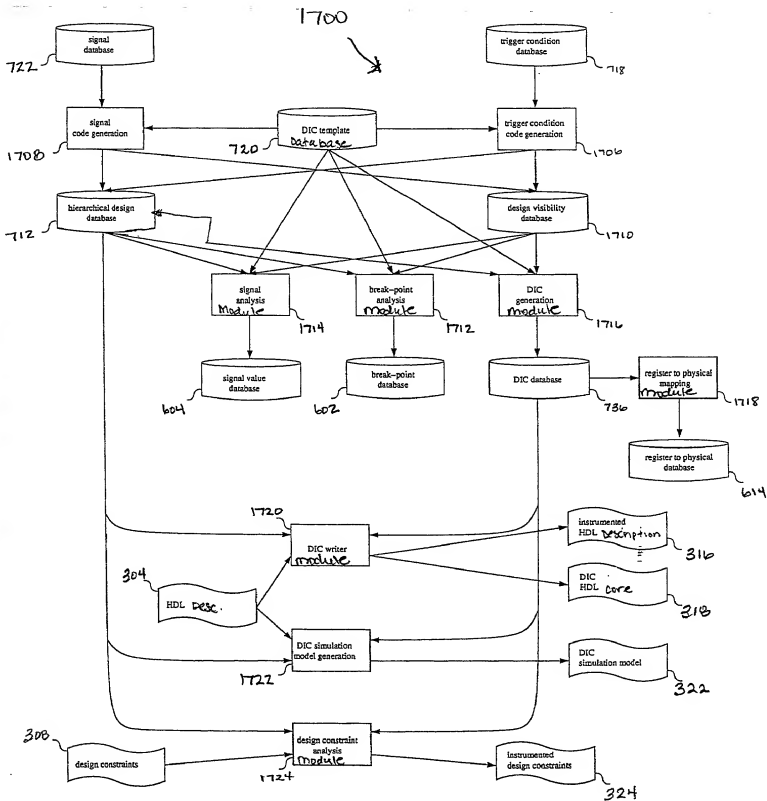 1700
signal
database
722
trigger condition
database
718
signal
code generation
1708
DIC template
Database
720
trigger condition
code generation
1706
hierarchical design
database
712
design visibility
database
1710
signal
analysis
Module
1714
break-point
analysis
module
1712
DIC
generation
module
1716
signal value
database
604
break-point
database
602
DIC database
736
register to physical
mapping
module
1718
register to physical
database
614
1720
DIC writer
module
instrumented
HDL Description
316
304
HDL Desc.
DIC
HDL core
318
DIC simulation
model generation
1722
DIC
simulation model
322
308
design constraints
design constraint
analysis
module
1724
instrumented
design constraints
324